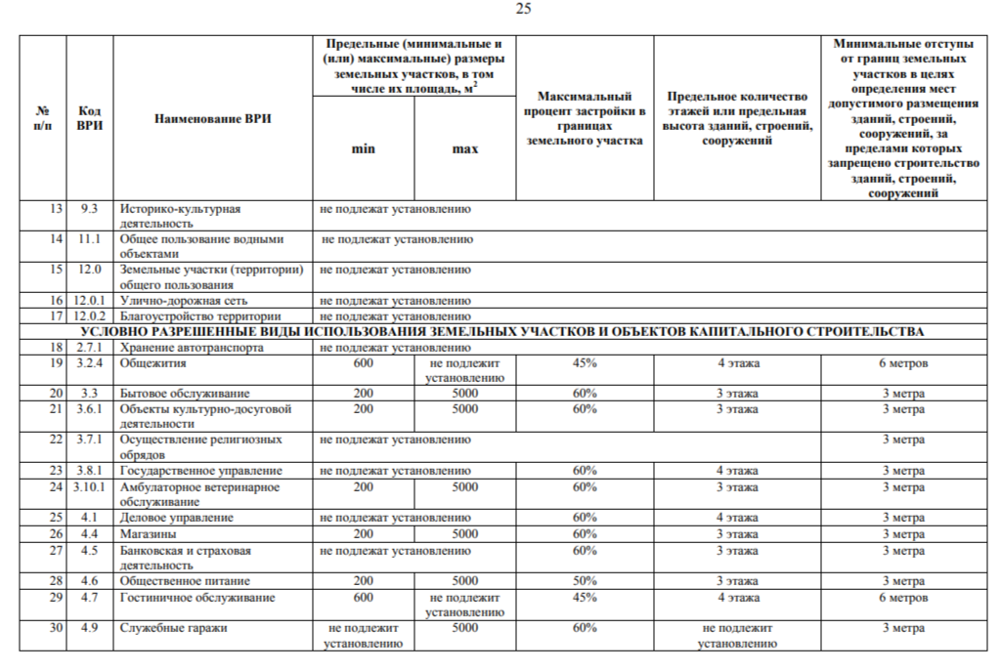 25
№ п/п | Код ВРИ | Наименование ВРИ | Предельные (минимальные и (или) максимальные) размеры земельных участков, в том числе их площадь, м² | Максимальный процент застройки в границах земельного участка | Предельное количество этажей или предельная высота зданий, строений, сооружений | Минимальные отступы от границ земельных участков в целях определения мест допустимого размещения зданий, строений, сооружений, за пределами которых запрещено строительство зданий, строений, сооружений
min | max
13 | 9.3 | Историко-культурная деятельность | не подлежат установлению
14 | 11.1 | Общее пользование водными объектами | не подлежат установлению
15 | 12.0 | Земельные участки (территории) общего пользования | не подлежат установлению
16 | 12.0.1 | Улично-дорожная сеть | не подлежат установлению
17 | 12.0.2 | Благоустройство территории | не подлежат установлению
УСЛОВНО РАЗРЕШЕННЫЕ ВИДЫ ИСПОЛЬЗОВАНИЯ ЗЕМЕЛЬНЫХ УЧАСТКОВ И ОБЪЕКТОВ КАПИТАЛЬНОГО СТРОИТЕЛЬСТВА
18 | 2.7.1 | Хранение автотранспорта | не подлежат установлению
19 | 3.2.4 | Общежития | 600 | не подлежит установлению | 45% | 4 этажа | 6 метров
20 | 3.3 | Бытовое обслуживание | 200 | 5000 | 60% | 3 этажа | 3 метра
21 | 3.6.1 | Объекты культурно-досуговой деятельности | 200 | 5000 | 60% | 3 этажа | 3 метра
22 | 3.7.1 | Осуществление религиозных обрядов | не подлежат установлению | 3 метра
23 | 3.8.1 | Государственное управление | не подлежат установлению | 60% | 4 этажа | 3 метра
24 | 3.10.1 | Амбулаторное ветеринарное обслуживание | 200 | 5000 | 60% | 3 этажа | 3 метра
25 | 4.1 | Деловое управление | не подлежат установлению | 60% | 4 этажа | 3 метра
26 | 4.4 | Магазины | 200 | 5000 | 60% | 3 этажа | 3 метра
27 | 4.5 | Банковская и страховая деятельность | не подлежат установлению | 60% | 3 этажа | 3 метра
28 | 4.6 | Общественное питание | 200 | 5000 | 50% | 3 этажа | 3 метра
29 | 4.7 | Гостиничное обслуживание | 600 | не подлежит установлению | 45% | 4 этажа | 6 метров
30 | 4.9 | Служебные гаражи | не подлежит установлению | 5000 | 60% | не подлежит установлению | 3 метра